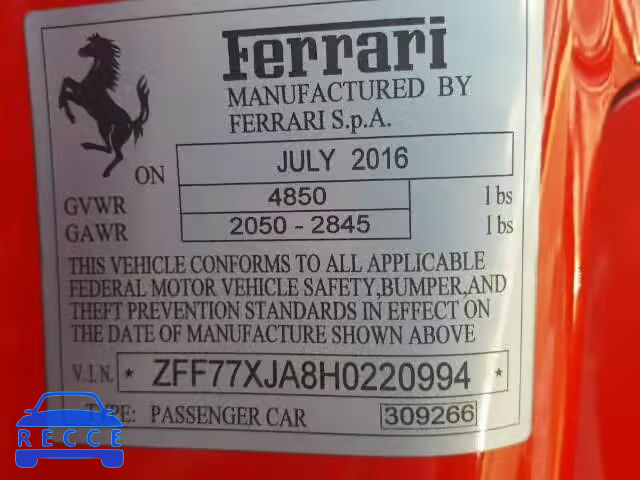 Ferrari
MANUFACTURED BY
FERRARI S.p.A.
ON JULY 2016
GVWR 4850 lbs
GAWR 2050 - 2845 lbs
THIS VEHICLE CONFORMS TO ALL APPLICABLE
FEDERAL MOTOR VEHICLE SAFETY,BUMPER,AND
THEFT PREVENTION STANDARDS IN EFFECT ON
THE DATE OF MANUFACTURE SHOWN ABOVE
V.I.N. * ZFF77XJA8H0220994 *
TYPE: PASSENGER CAR 309266
RECCE